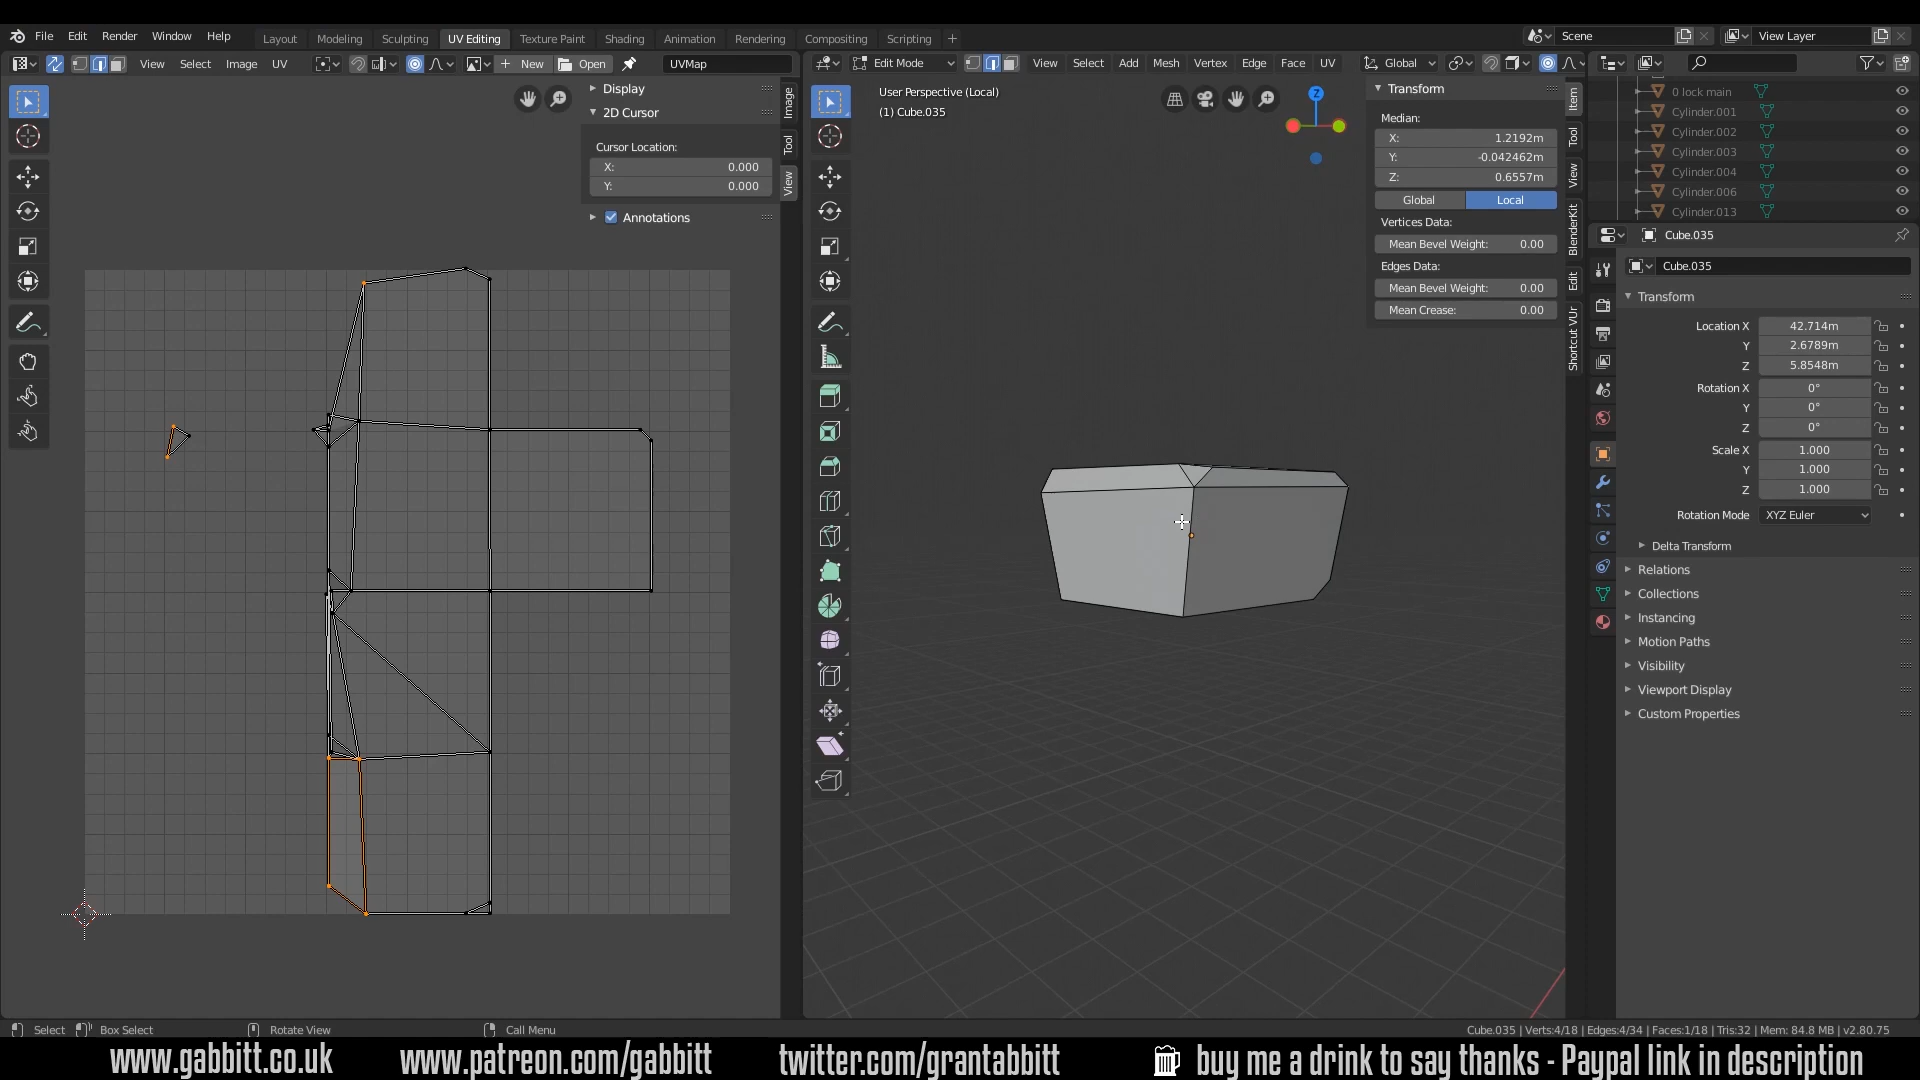 File Edit Render Window Help Layout Modeling Sculpting UV Editing Texture Paint Shading Animation Rendering Compositing Scripting + Scene View Layer
View Select Image UV New Open UVMap Edit Mode View Select Add Mesh Vertex Edge Face UV Global
Display
2D Cursor
Cursor Location:
X: 0.000
Y: 0.000
Annotations
Image
Tool
View
User Perspective (Local)
(1) Cube.035
Z
Transform
Median:
X: 1.2192m
Y: -0.042462m
Z: 0.6557m
Global Local
Vertices Data:
Mean Bevel Weight: 0.00
Edges Data:
Mean Bevel Weight: 0.00
Mean Crease: 0.00
Item
Tool
View
BlenderKit
Edit
Shortcut VUr
0 lock main
Cylinder.001
Cylinder.002
Cylinder.003
Cylinder.004
Cylinder.006
Cylinder.013
Cube.035
Cube.035
Transform
Location X 42.714m
Y 2.6789m
Z 5.8548m
Rotation X 0°
Y 0°
Z 0°
Scale X 1.000
Y 1.000
Z 1.000
Rotation Mode XYZ Euler
Delta Transform
Relations
Collections
Instancing
Motion Paths
Visibility
Viewport Display
Custom Properties
Select Box Select Rotate View Call Menu Cube.035 | Verts:4/18 | Edges:4/34 | Faces:1/18 | Tris:32 | Mem: 84.8 MB | v2.80.75
www.gabbitt.co.uk www.patreon.com/gabbitt twitter.com/grantabbitt buy me a drink to say thanks - Paypal link in description